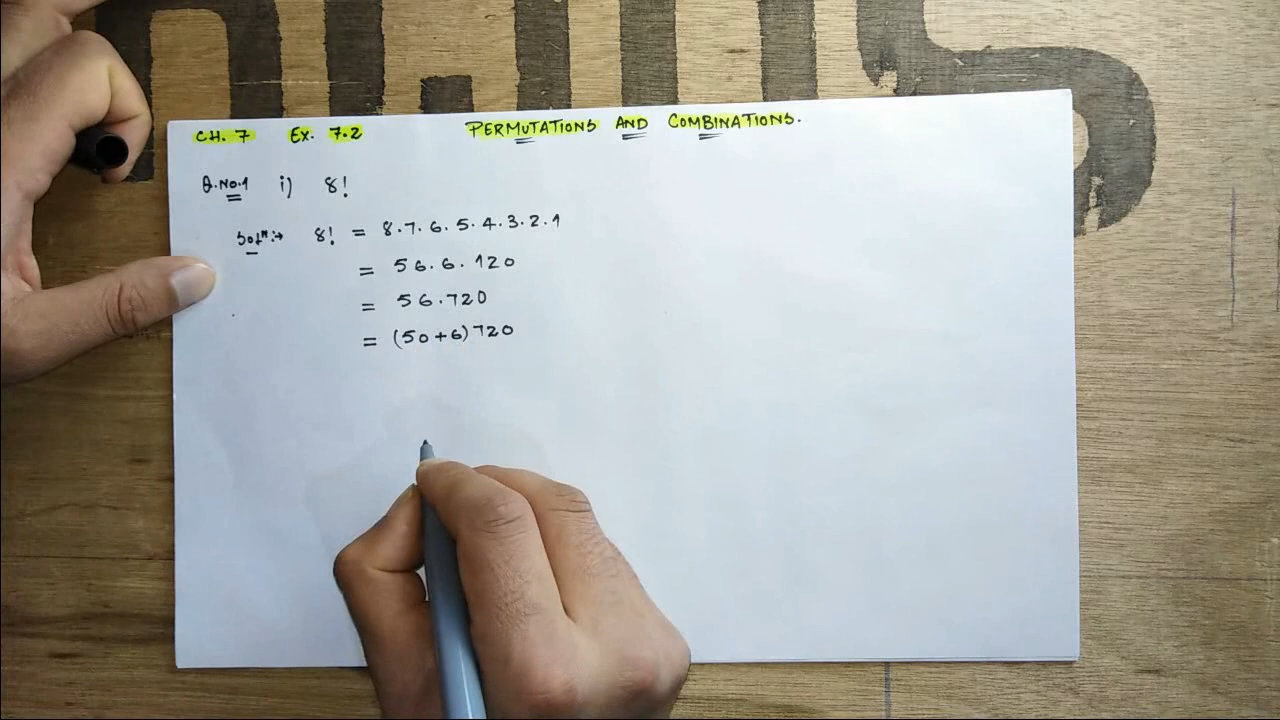 CH. 7 Ex. 7.2 PERMUTATIONS AND COMBINATIONS.
Q.No.1 i) 8!
Solⁿ:→ 8! = 8.7.6.5.4.3.2.1
= 56.6.120
= 56.720
= (50+6)720